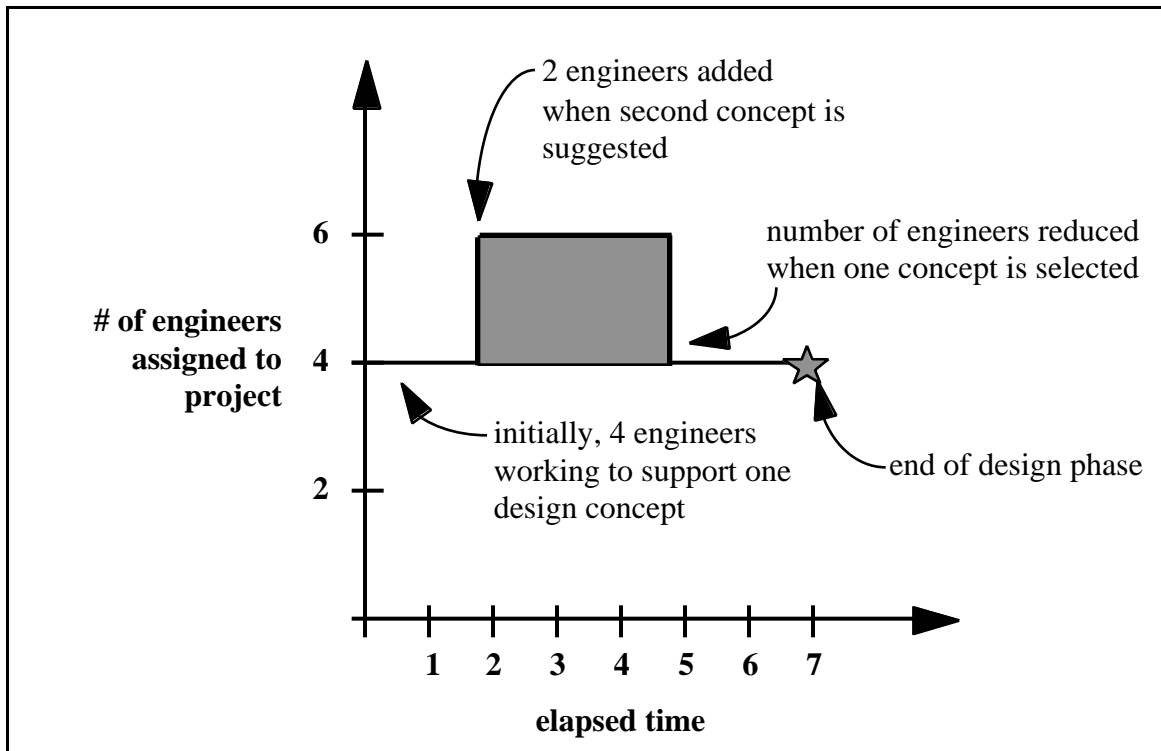 2 engineers added
when second concept is
suggested
6
number of engineers reduced
when one concept is selected
# of engineers
assigned to
project
4
initially, 4 engineers
working to support one
design concept
end of design phase
2
1 2 3 4 5 6 7
elapsed time